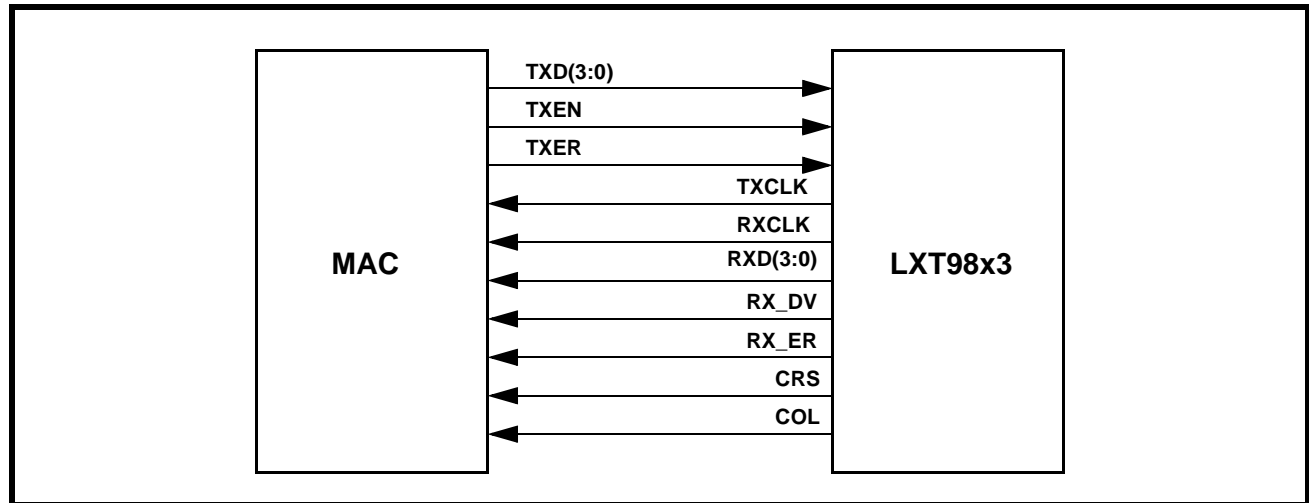 TXD(3:0)
TXEN
TXER
TXCLK
RXCLK
RXD(3:0)
MAC
LXT98x3
RX_DV
RX_ER
CRS
COL